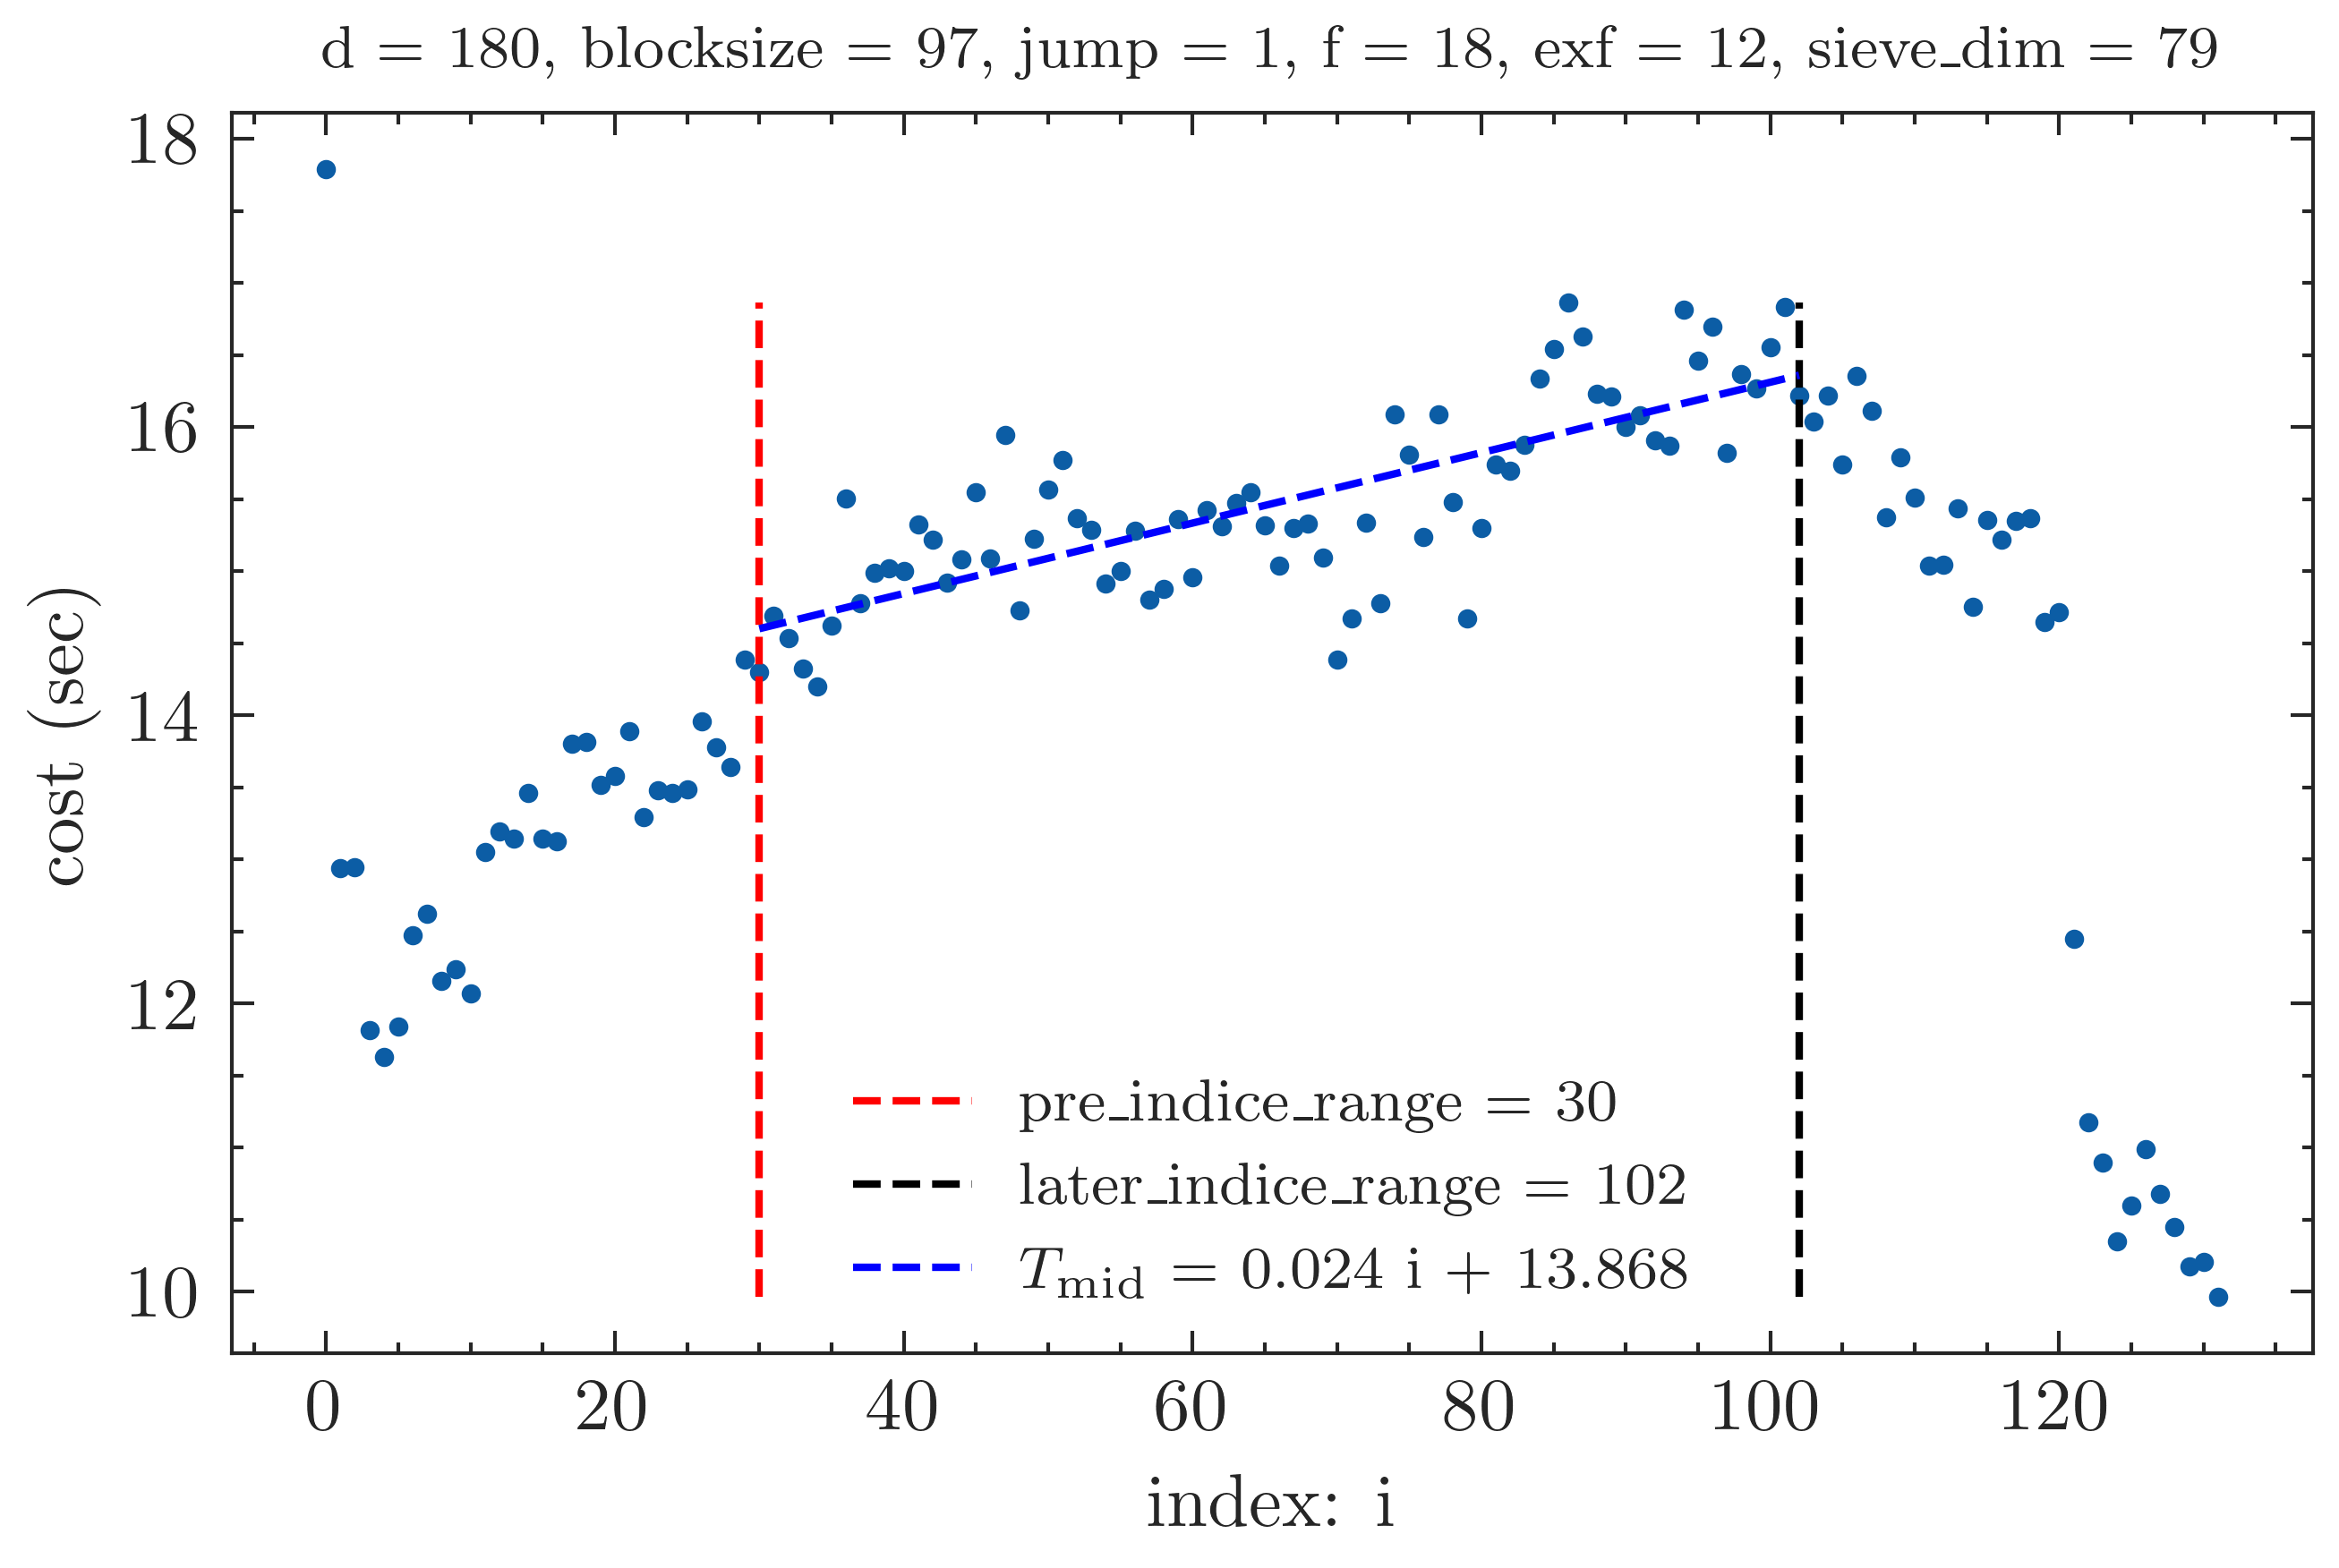 d = 180, blocksize = 97, jump = 1, f = 18, exf = 12, sieve_dim = 79
18
16
14
12
10
cost (sec)
pre_indice_range = 30
later_indice_range = 102
T_mid = 0.024 i + 13.868
0 20 40 60 80 100 120
index: i